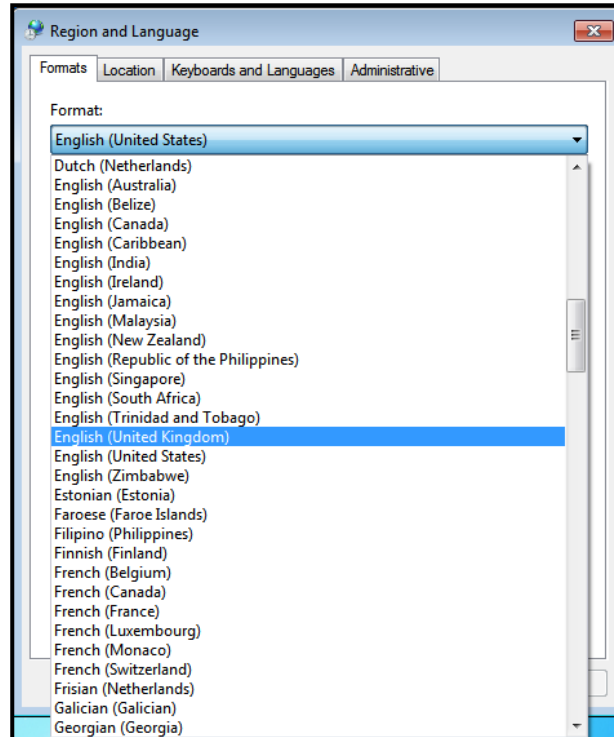 Region and Language
Formats Location Keyboards and Languages Administrative
Format:
English (United States)
Dutch (Netherlands)
English (Australia)
English (Belize)
English (Canada)
English (Caribbean)
English (India)
English (Ireland)
English (Jamaica)
English (Malaysia)
English (New Zealand)
English (Republic of the Philippines)
English (Singapore)
English (South Africa)
English (Trinidad and Tobago)
English (United Kingdom)
English (United States)
English (Zimbabwe)
Estonian (Estonia)
Faroese (Faroe Islands)
Filipino (Philippines)
Finnish (Finland)
French (Belgium)
French (Canada)
French (France)
French (Luxembourg)
French (Monaco)
French (Switzerland)
Frisian (Netherlands)
Galician (Galician)
Georgian (Georgia)